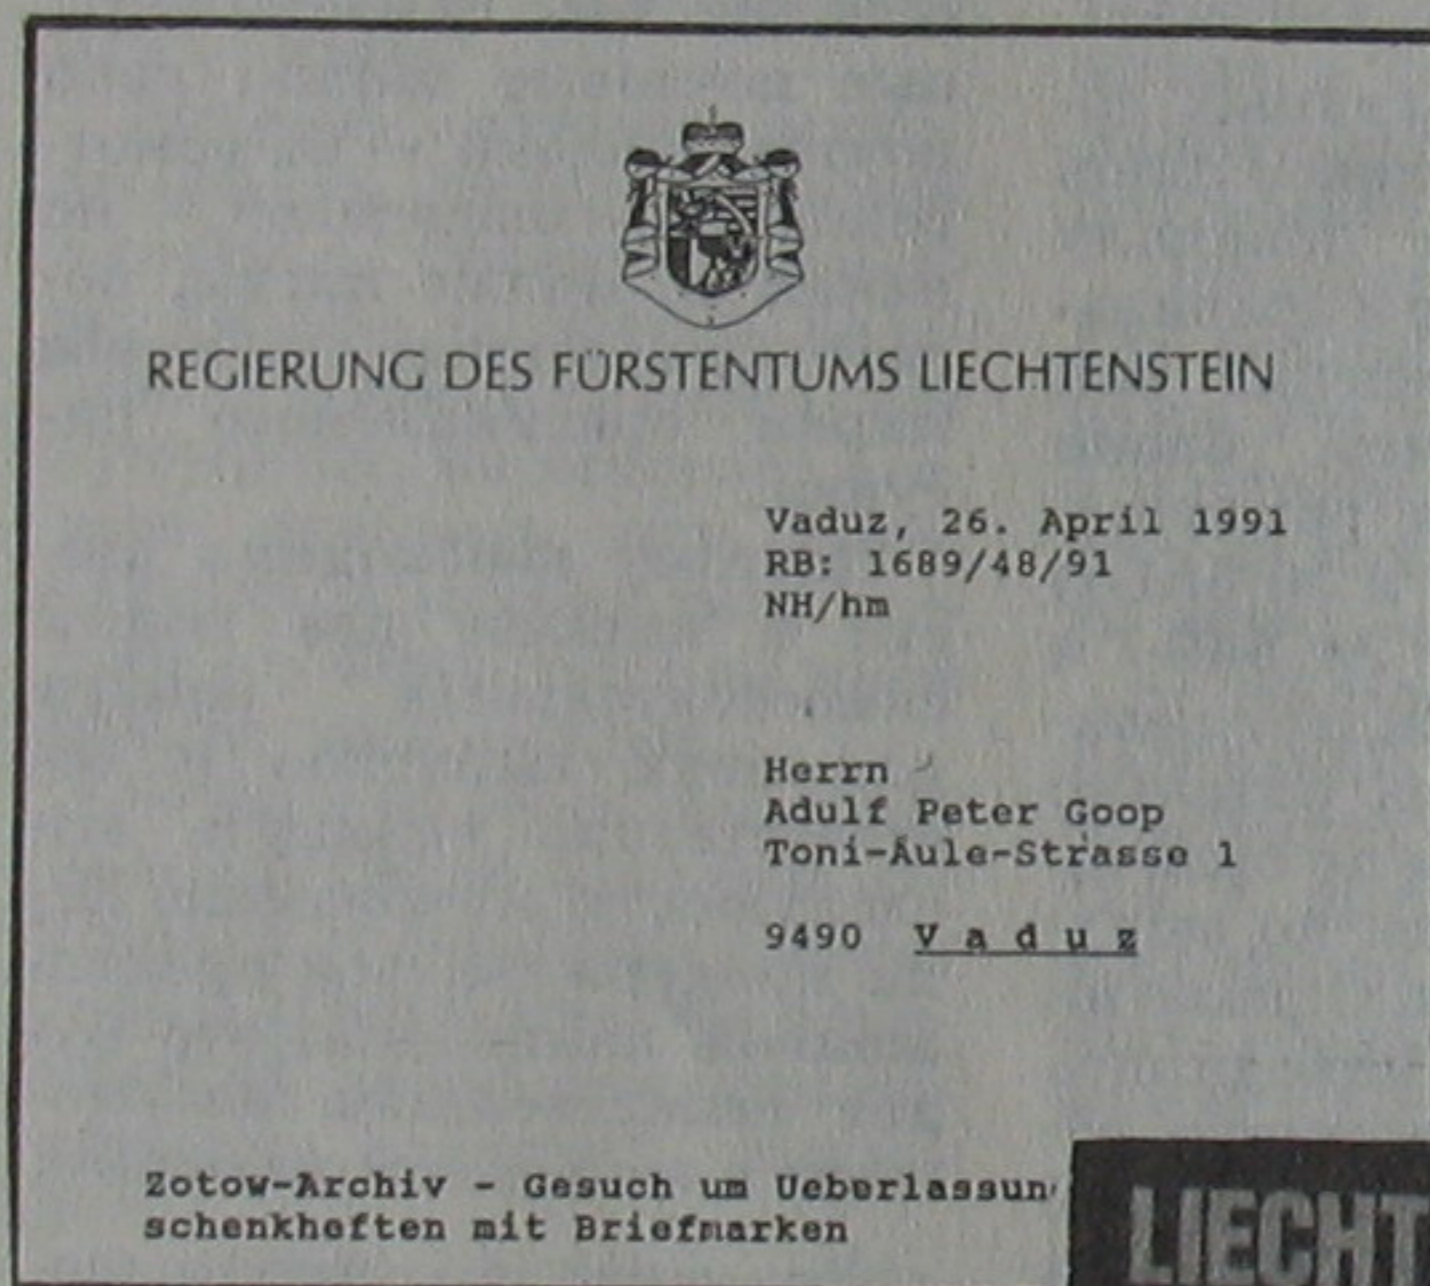 REGIERUNG DES FÜRSTENTUMS LIECHTENSTEIN
Vaduz, 26. April 1991
RB: 1689/48/91
NH/hm
Herrn
Adulf Peter Goop
Toni-Äule-Strasse 1
9490 V a d u z
Zotow-Archiv - Gesuch um Ueberlassun
schenkheften mit Briefmarken
LIECHT